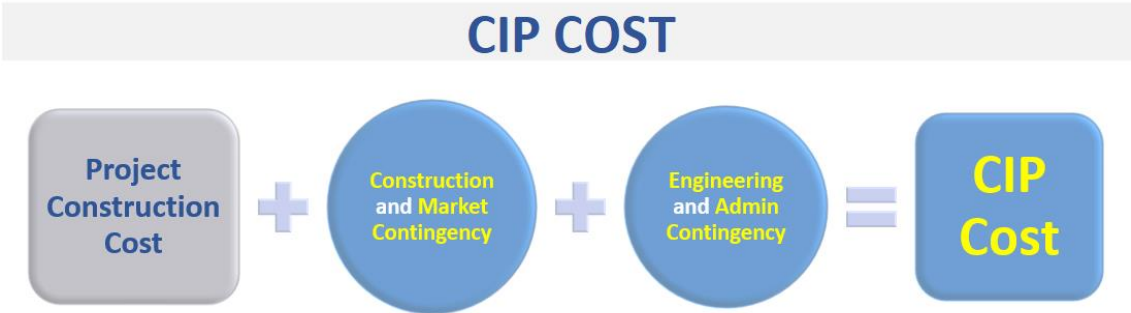 CIP COST
Project
Construction
Cost
+
Construction
and Market
Contingency
+
Engineering
and Admin
Contingency
=
CIP
Cost